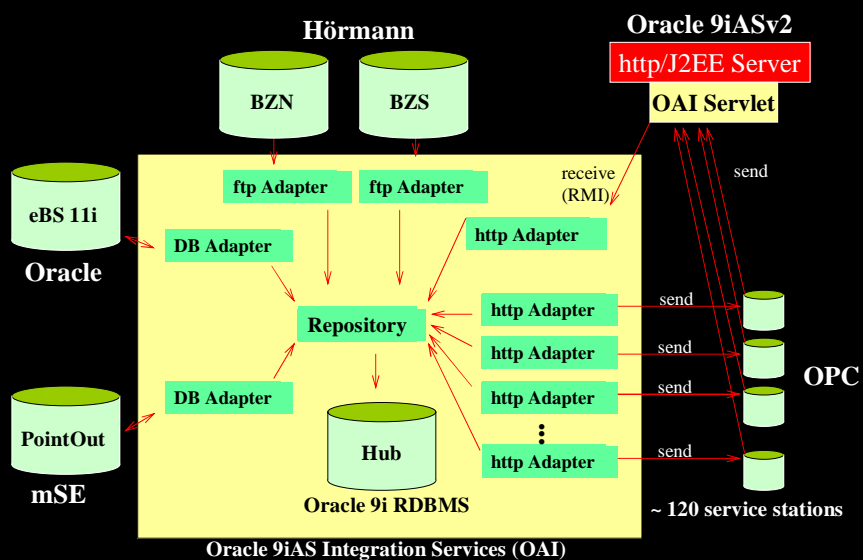 Hörmann
Oracle 9iASv2
http/J2EE Server
OAI Servlet
BZN
BZS
receive
(RMI)
send
ftp Adapter
ftp Adapter
eBS 11i
Oracle
DB Adapter
http Adapter
Repository
http Adapter
send
http Adapter
send
http Adapter
send
http Adapter
send
OPC
DB Adapter
PointOut
mSE
Hub
Oracle 9i RDBMS
~ 120 service stations
Oracle 9iAS Integration Services (OAI)